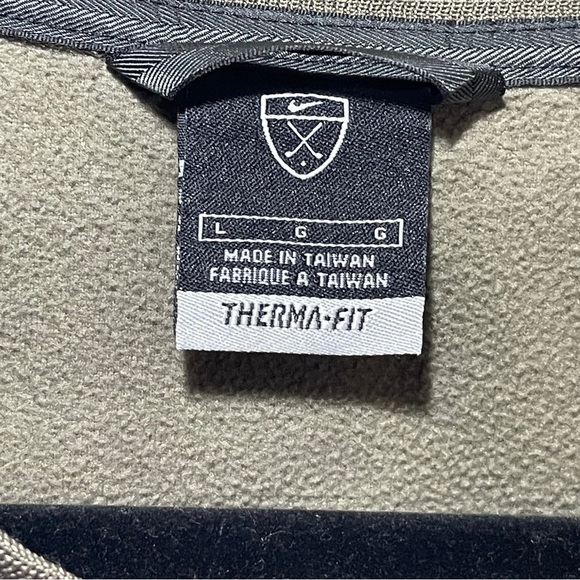 L G G
MADE IN TAIWAN
FABRIQUE A TAIWAN
THERMA-FIT